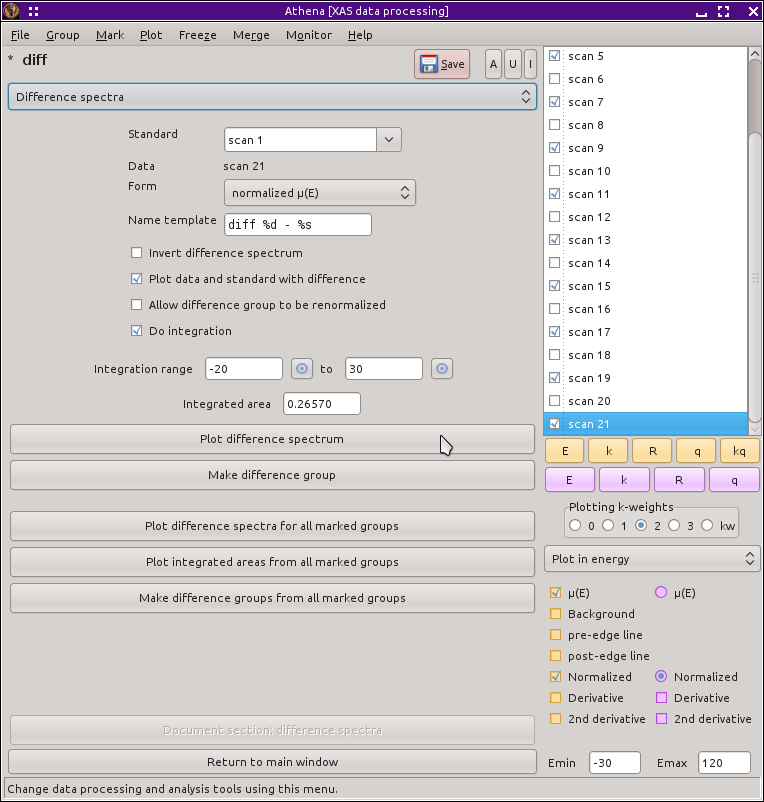 Athena [XAS data processing]
File Group Mark Plot Freeze Merge Monitor Help
* diff
Save A U I
Difference spectra
Standard scan 1
Data scan 21
Form normalized μ(E)
Name template diff %d - %s
Invert difference spectrum
Plot data and standard with difference
Allow difference group to be renormalized
Do integration
Integration range -20 to 30
Integrated area 0.26570
Plot difference spectrum
Make difference group
Plot difference spectra for all marked groups
Plot integrated areas from all marked groups
Make difference groups from all marked groups
Document section: difference spectra
Return to main window
scan 5
scan 6
scan 7
scan 8
scan 9
scan 10
scan 11
scan 12
scan 13
scan 14
scan 15
scan 16
scan 17
scan 18
scan 19
scan 20
scan 21
E k R q kq
E k R q
Plotting k-weights
0 1 2 3 kw
Plot in energy
μ(E) μ(E)
Background
pre-edge line
post-edge line
Normalized Normalized
Derivative Derivative
2nd derivative 2nd derivative
Emin -30 Emax 120
Change data processing and analysis tools using this menu.